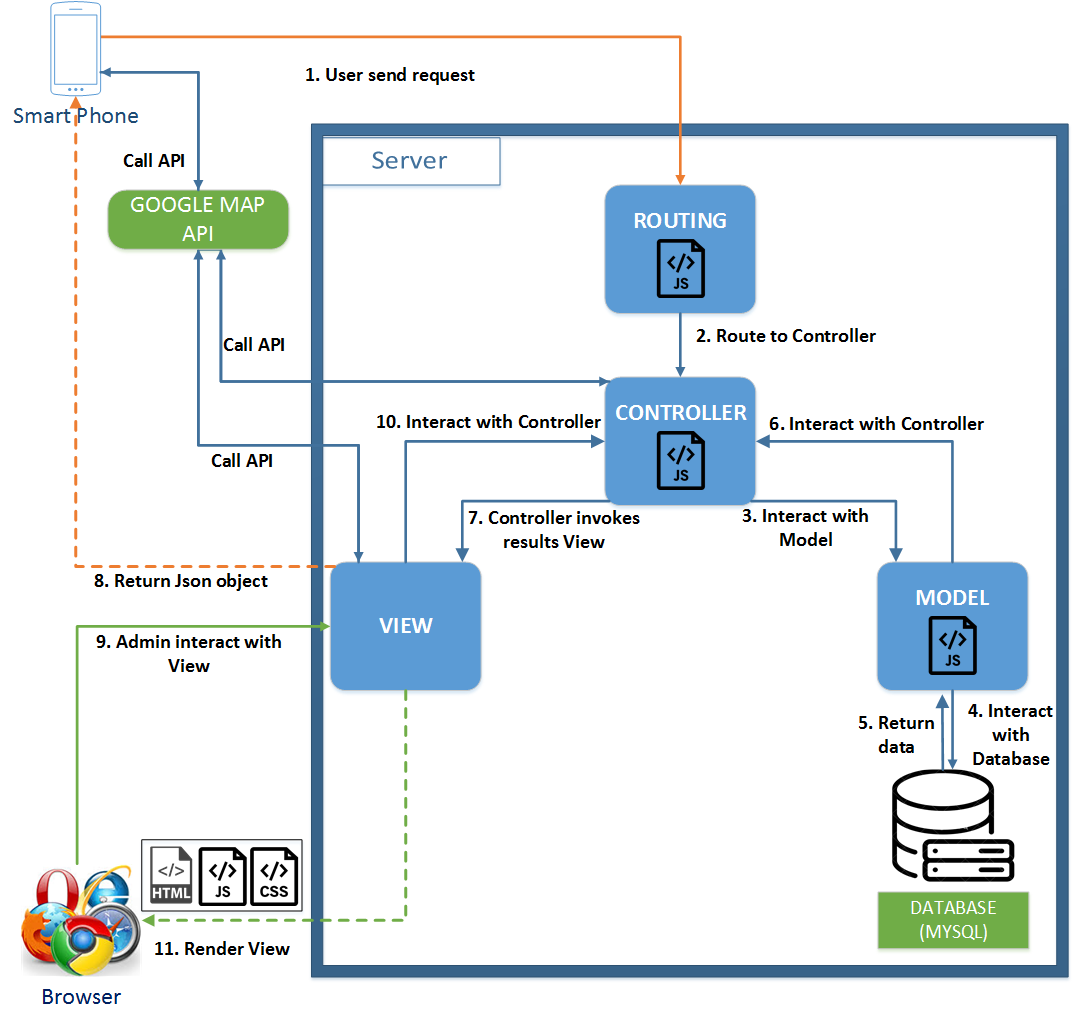 1. User send request
Smart Phone
Call API
Server
GOOGLE MAP
API
ROUTING
JS
2. Route to Controller
Call API
10. Interact with Controller
CONTROLLER
JS
6. Interact with Controller
Call API
7. Controller invokes
results View
3. Interact with
Model
8. Return Json object
VIEW
MODEL
JS
9. Admin interact with
View
5. Return
data
4. Interact
with
Database
HTML
JS
CSS
DATABASE
(MYSQL)
11. Render View
Browser